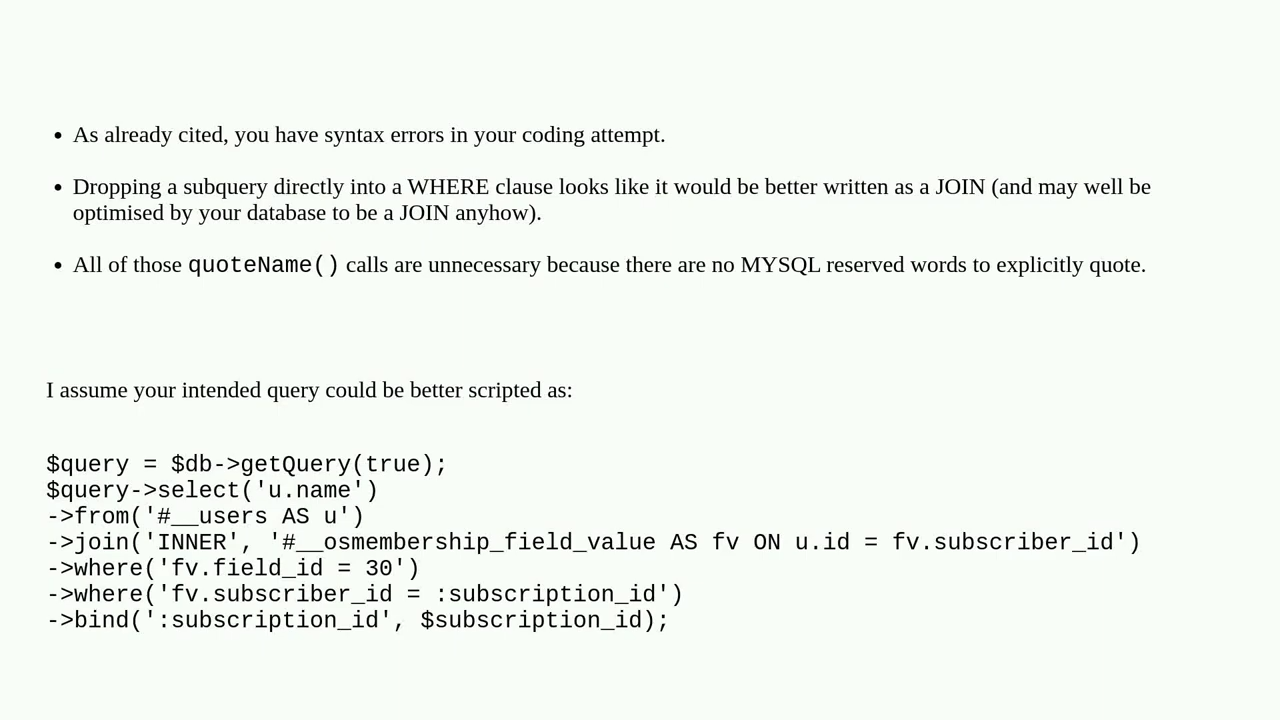 • As already cited, you have syntax errors in your coding attempt.
• Dropping a subquery directly into a WHERE clause looks like it would be better written as a JOIN (and may well be
optimised by your database to be a JOIN anyhow).
• All of those quoteName() calls are unnecessary because there are no MYSQL reserved words to explicitly quote.
I assume your intended query could be better scripted as:
$query = $db->getQuery(true);
$query->select('u.name')
->from('#__users AS u')
->join('INNER', '#__osmembership_field_value AS fv ON u.id = fv.subscriber_id')
->where('fv.field_id = 30')
->where('fv.subscriber_id = :subscription_id')
->bind(':subscription_id', $subscription_id);